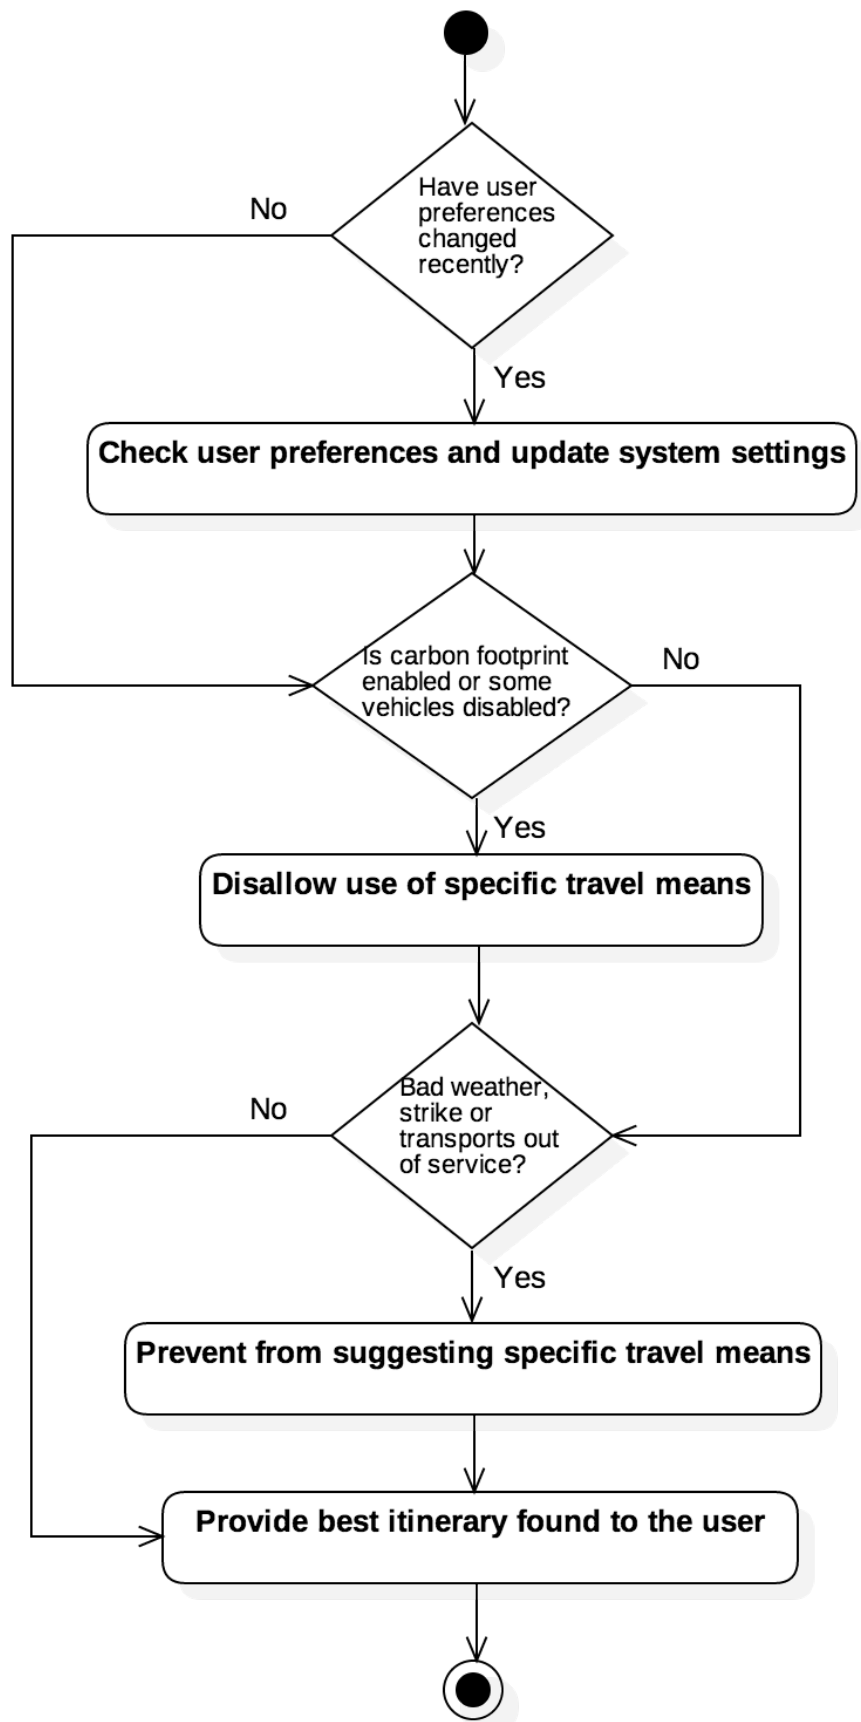 Have user
preferences
changed
recently?
No
Yes
Check user preferences and update system settings
Is carbon footprint
enabled or some
vehicles disabled?
No
Yes
Disallow use of specific travel means
Bad weather,
strike or
transports out
of service?
No
Yes
Prevent from suggesting specific travel means
Provide best itinerary found to the user